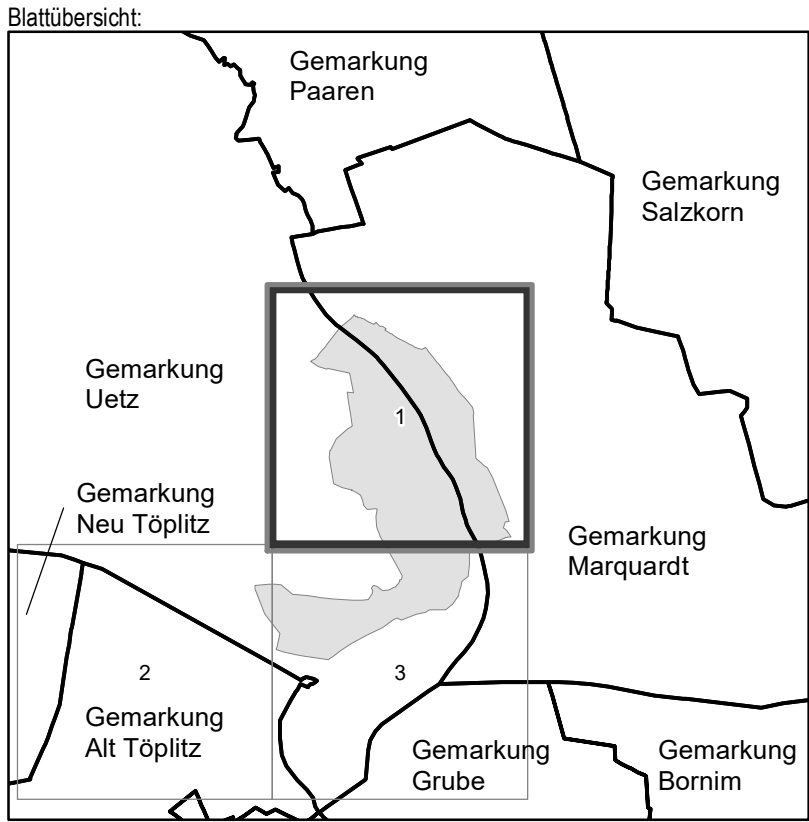 Blattübersicht:
Gemarkung
Paaren
Gemarkung
Salzkorn
Gemarkung
Uetz
1
Gemarkung
Neu Töplitz
Gemarkung
Marquardt
2
3
Gemarkung
Alt Töplitz
Gemarkung
Grube
Gemarkung
Bornim